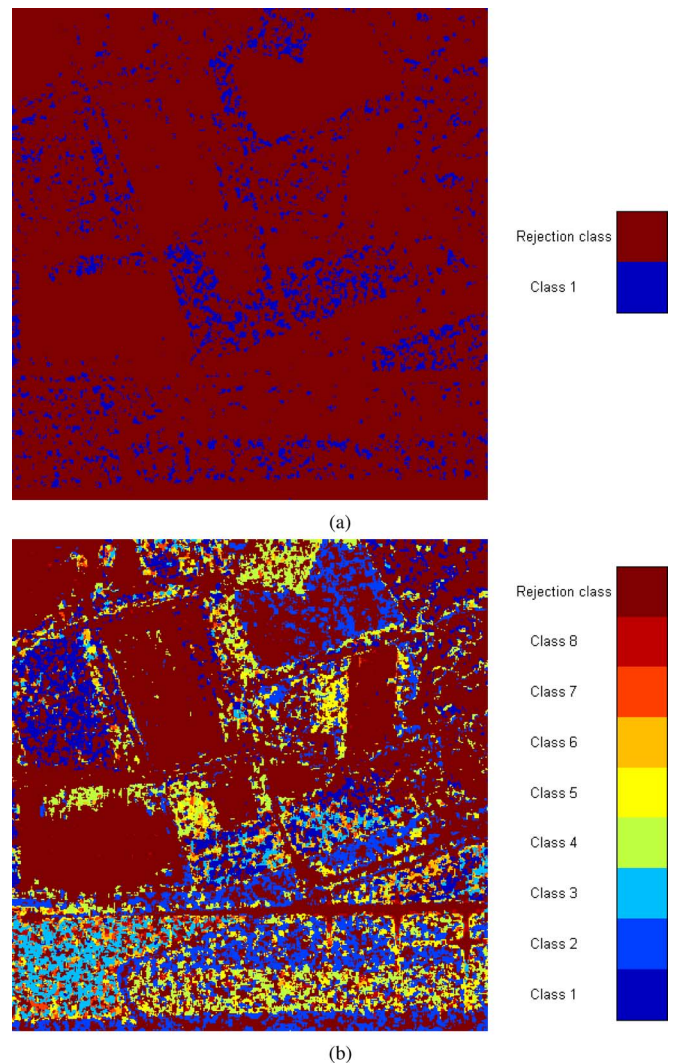 Rejection class
Class 1
(a)
Rejection class
Class 8
Class 7
Class 6
Class 5
Class 4
Class 3
Class 2
Class 1
(b)